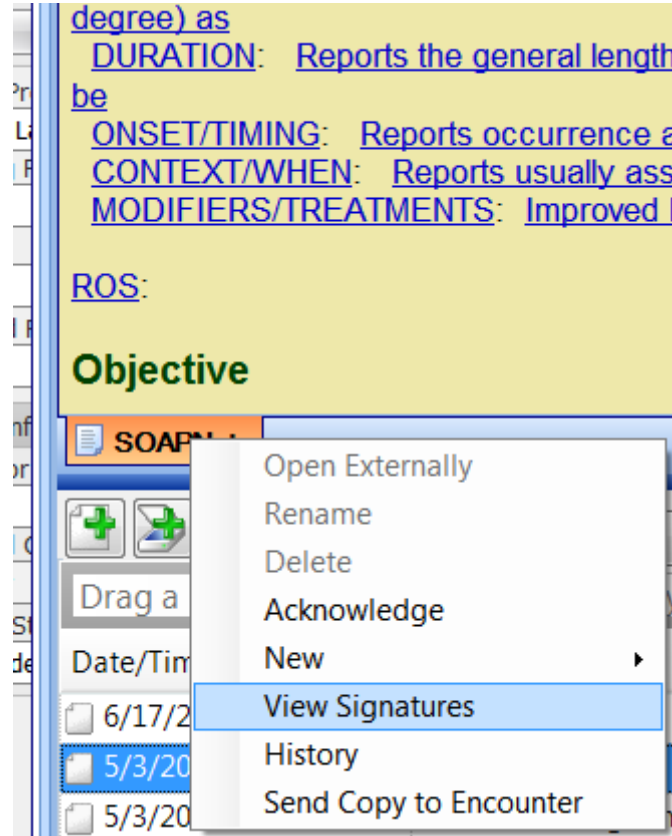 degree) as
DURATION: Reports the general length
be
ONSET/TIMING: Reports occurrence
CONTEXT/WHEN: Reports usually
MODIFIERS/TREATMENTS: Improved
ROS:
Objective
Open Externally
Rename
Delete
Drag a
Acknowledge
Date/Tim
New
6/17/2
View Signatures
5/3/20
History
5/3/20
Send Copy to Encounter